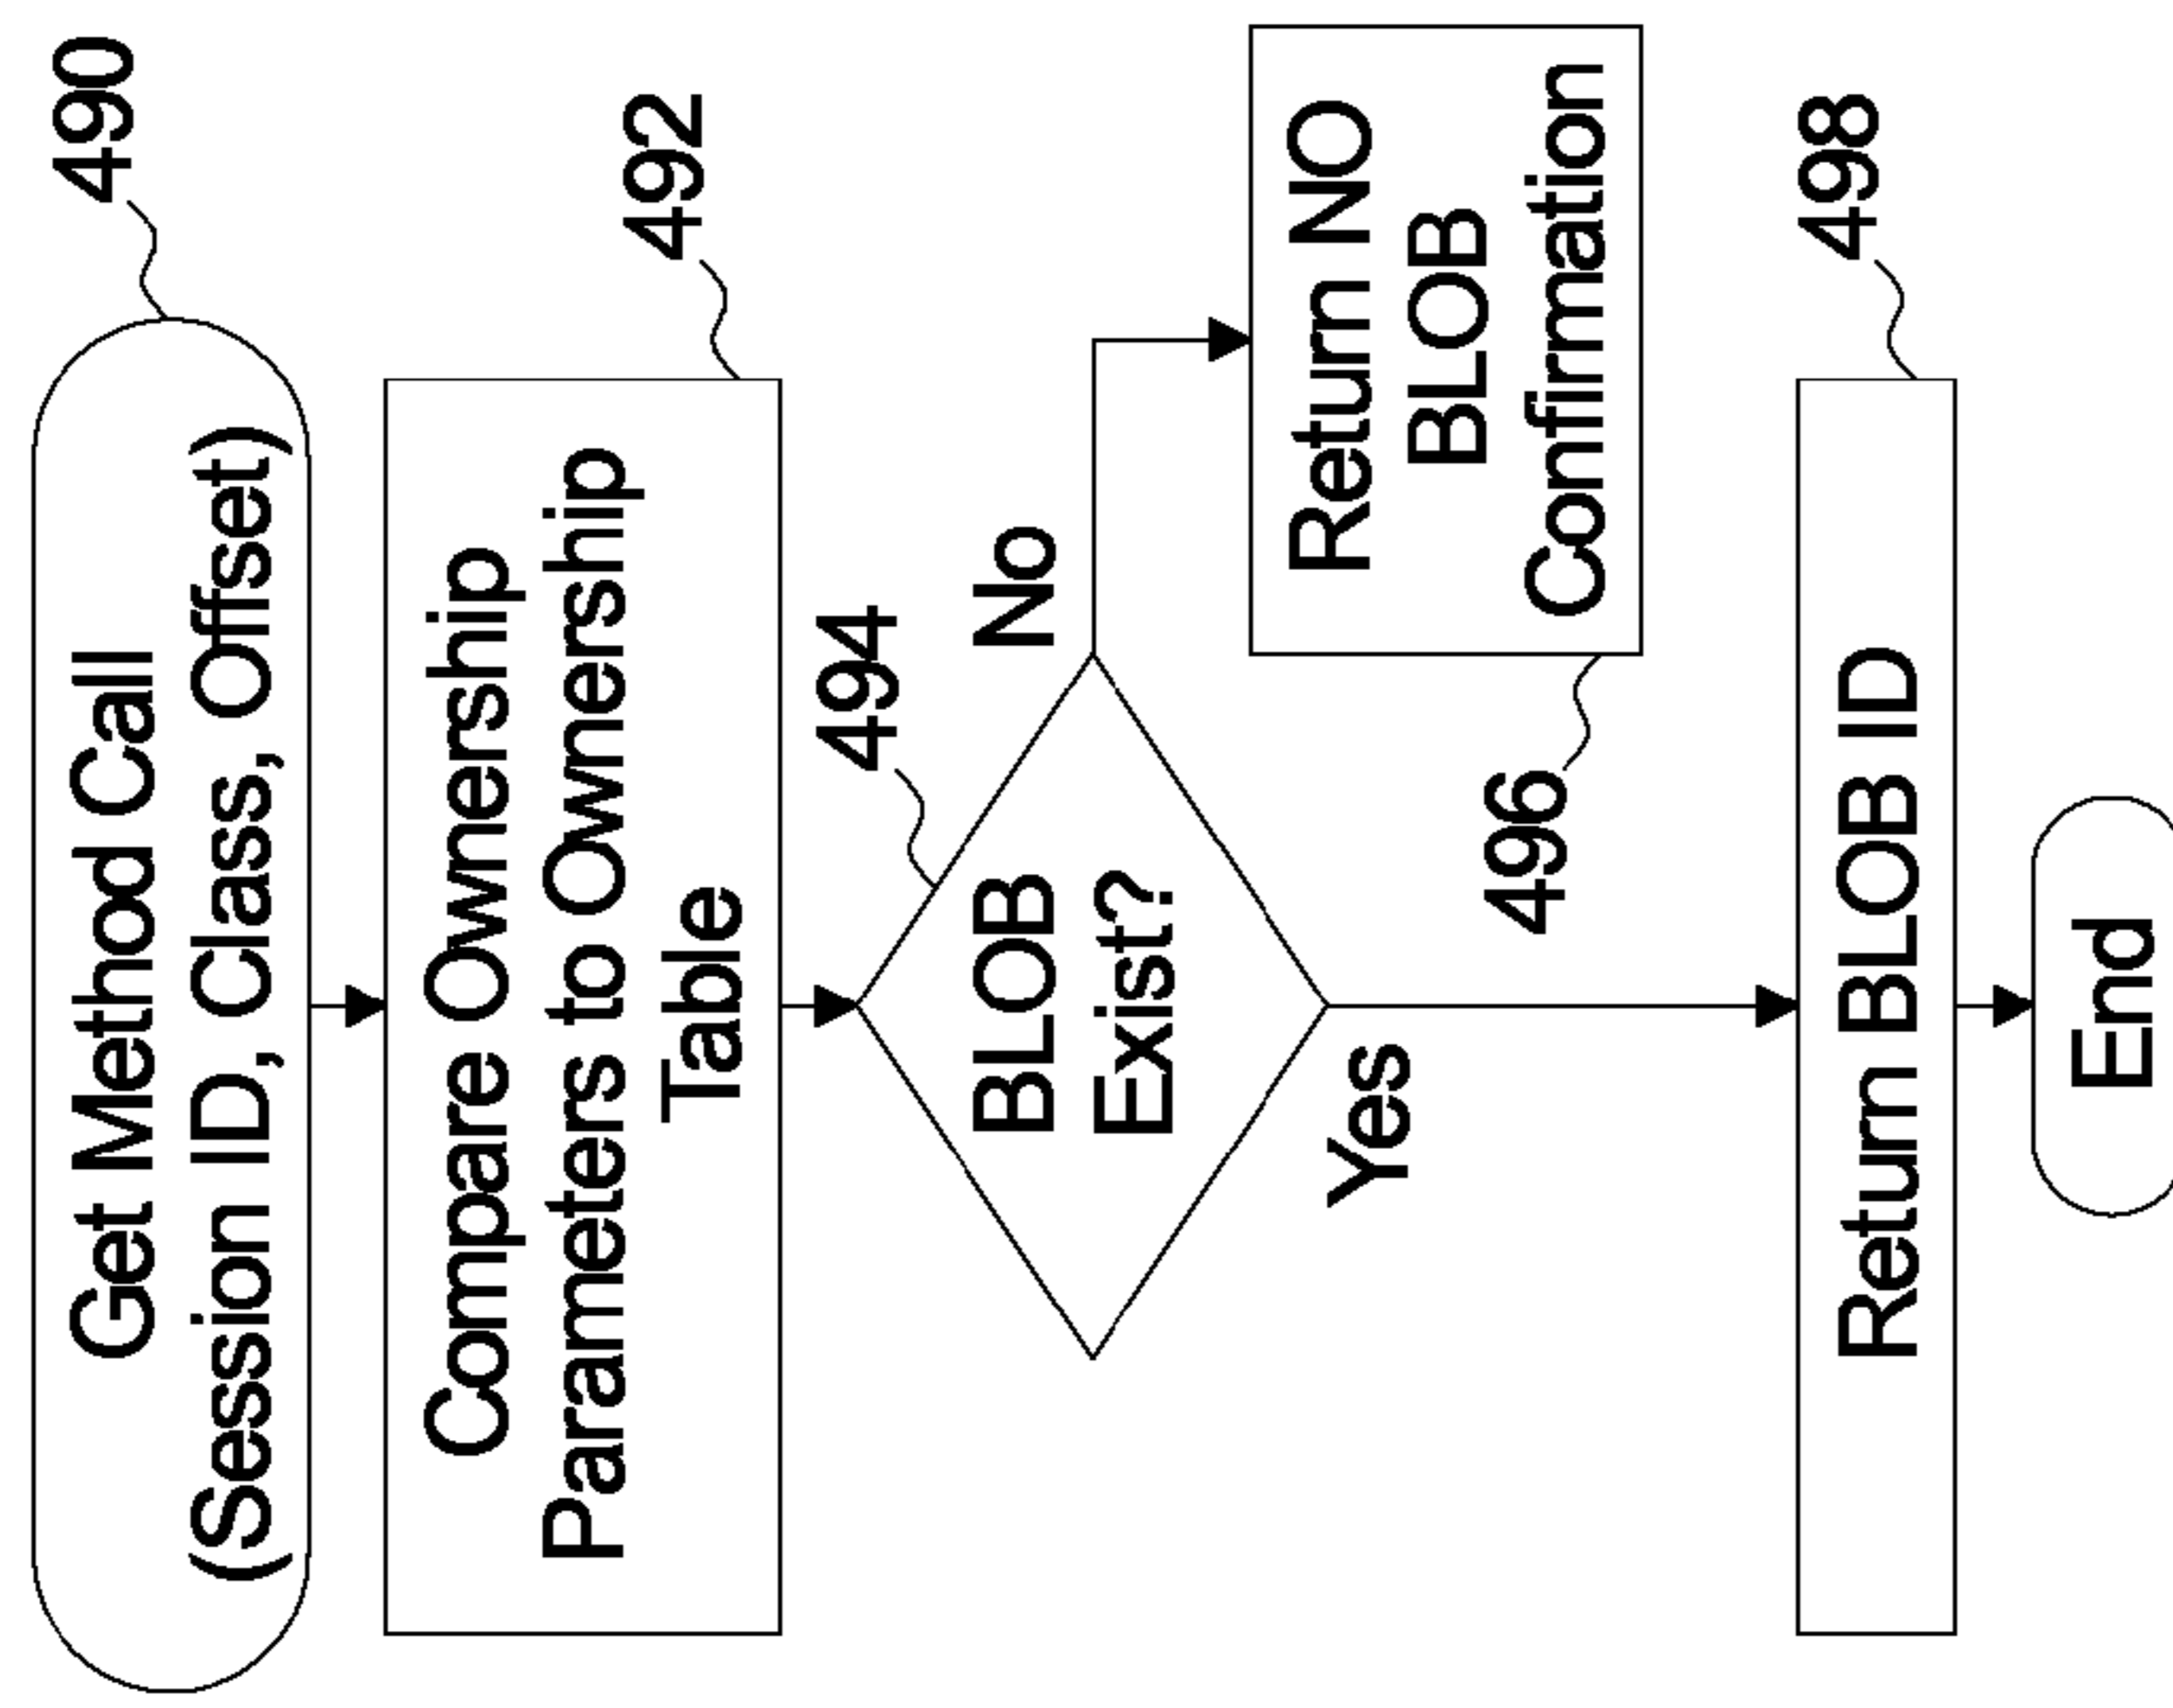 490
Get Method Call
(Session ID, Class, Offset)
492
Compare Ownership
Parameters to Ownership
Table
494
BLOB
Exist?
No
Yes
Return NO
BLOB
Confirmation
496
498
Return BLOB ID
End